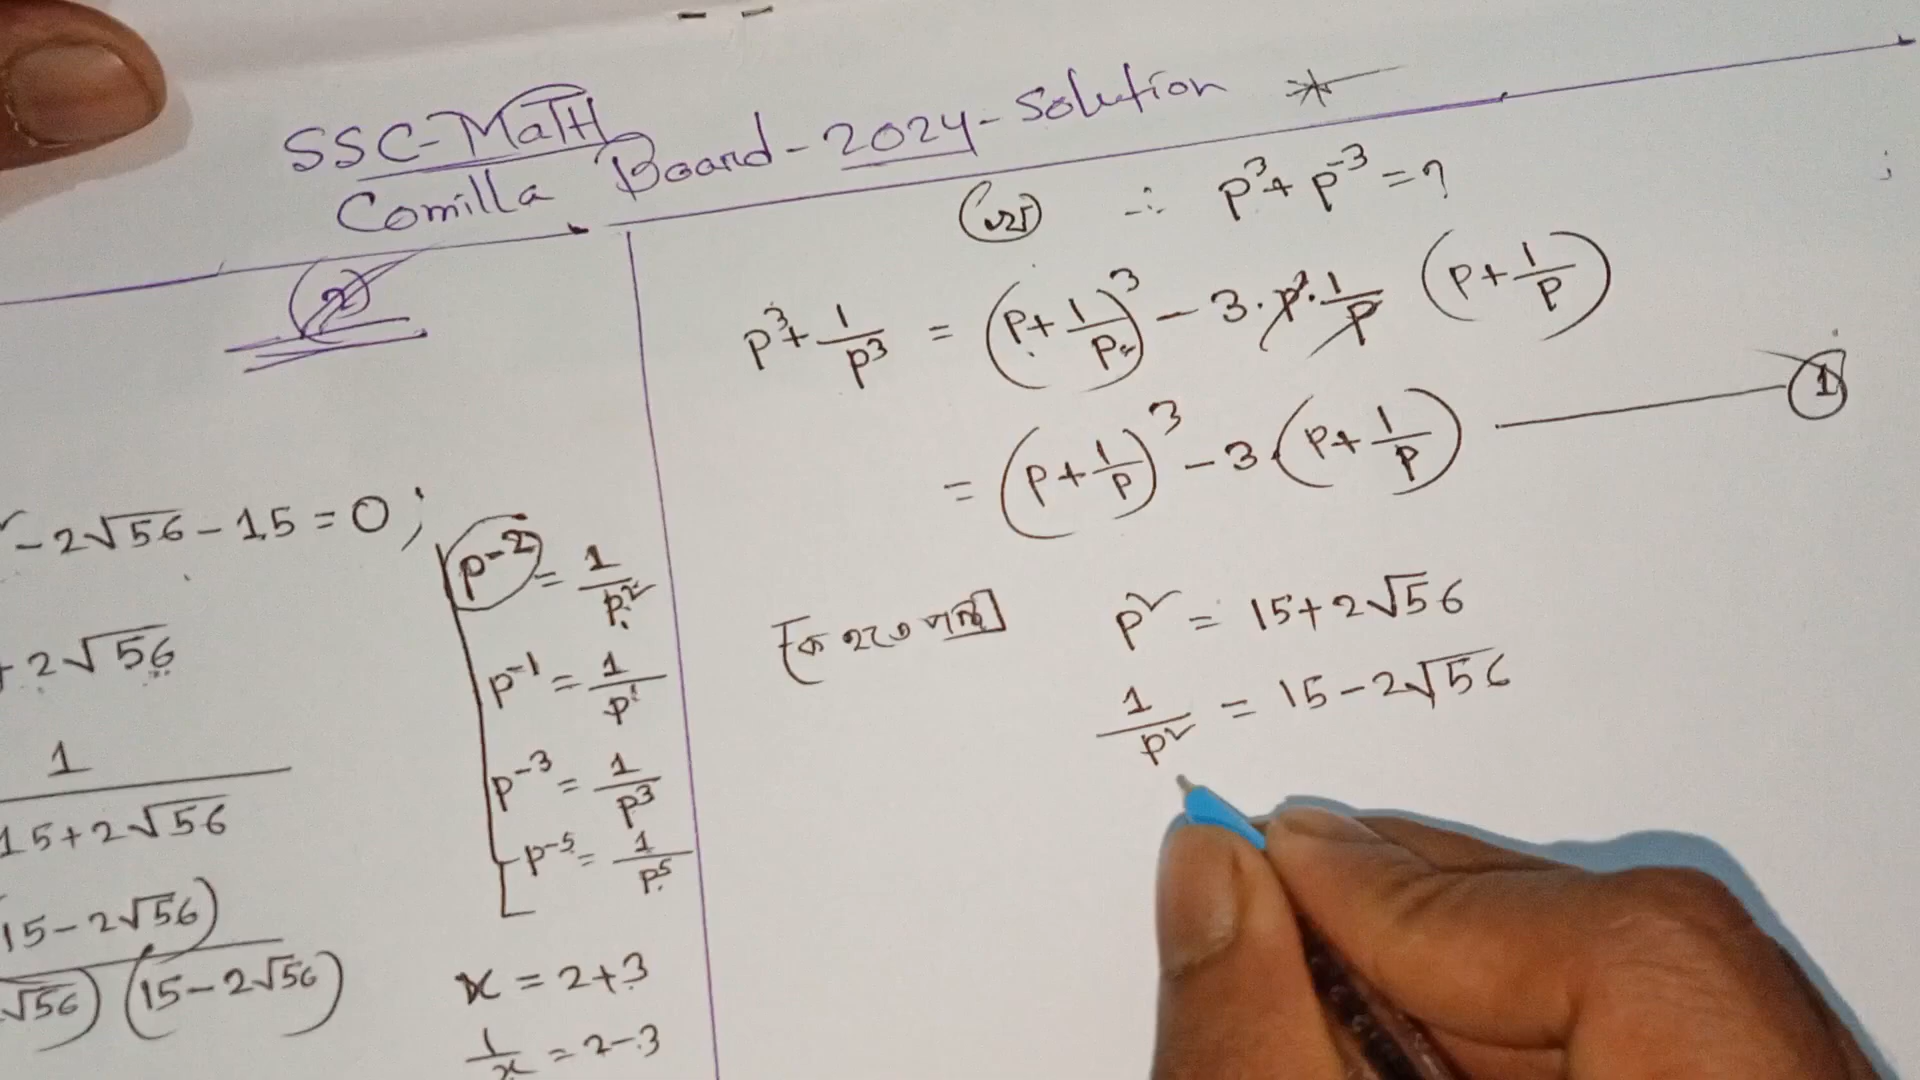 SSC-MaTH
Comilla Board-2024-Solution
p² - 2√56 - 15 = 0;
+ 2√56
1
15+2√56
(15-2√56)
√56) (15-2√56)
p⁻² = 1/p²
p⁻¹ = 1/p¹
p⁻³ = 1/p³
p⁻⁵ = 1/p⁵
x = 2+3
1/x = 2-3
∴ p³ + p⁻³ = ?
p³ + 1/p³ = (p + 1/p)³ - 3·p·1/p (p + 1/p)
= (p + 1/p)³ - 3·(p + 1/p) — ①
p² = 15+2√56
1/p² = 15-2√56